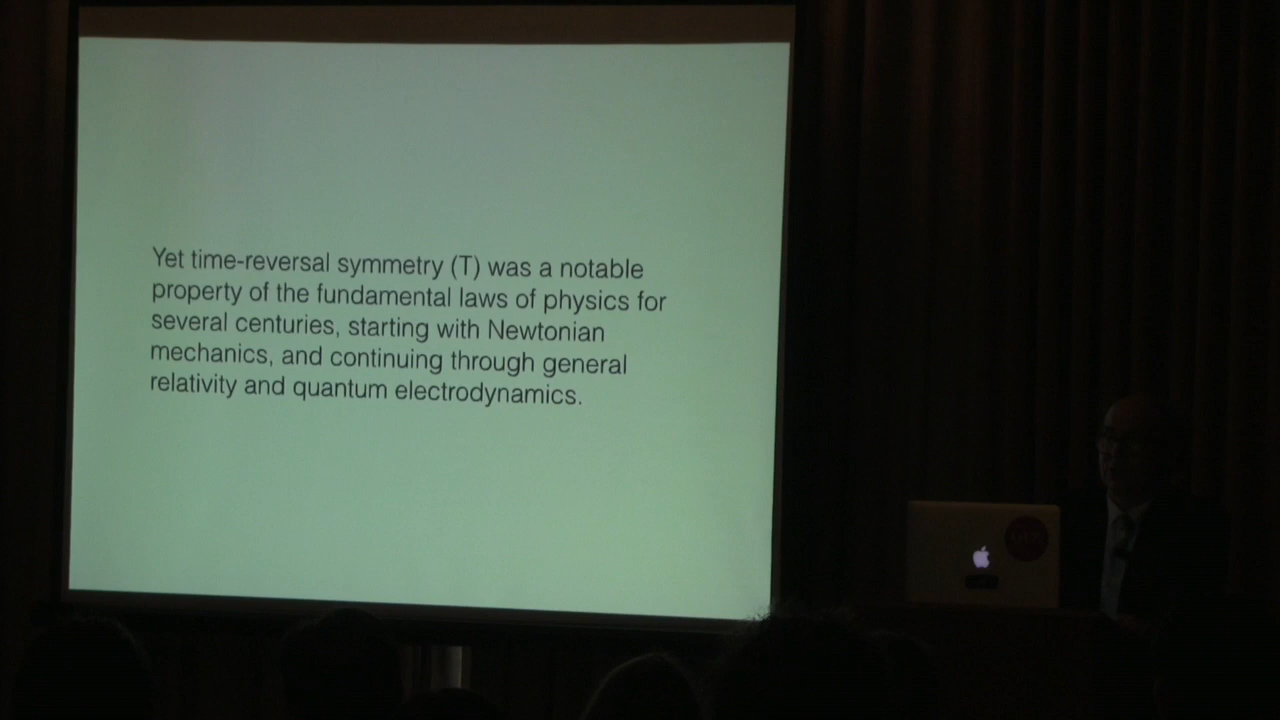 Yet time-reversal symmetry (T) was a notable
property of the fundamental laws of physics for
several centuries, starting with Newtonian
mechanics, and continuing through general
relativity and quantum electrodynamics.